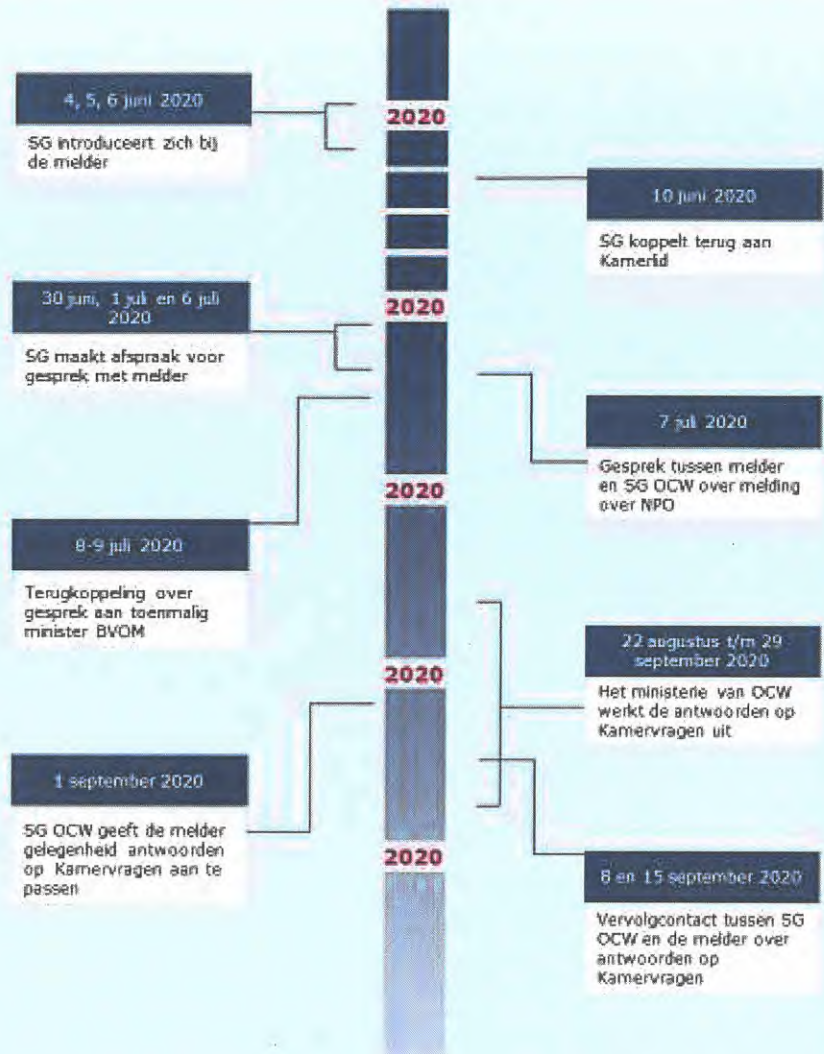 2020
4, 5, 6 juni 2020
SG introduceert zich bij
de melder
10 juni 2020
SG koppelt terug aan
Kamerlid
2020
30 juni, 1 juli en 6 juli
2020
SG maakt afspraak voor
gesprek met melder
7 juli 2020
Gesprek tussen melder
en SG OCW over melding
over NPO
2020
8-9 juli 2020
Terugkoppeling over
gesprek aan toenmalig
minister BVOM
22 augustus t/m 29
september 2020
Het ministerie van OCW
werkt de antwoorden op
Kamervragen uit
2020
1 september 2020
SG OCW geeft de melder
gelegenheid antwoorden
op Kamervragen aan te
passen
2020
8 en 15 september 2020
Vervolgcontact tussen SG
OCW en de melder over
antwoorden op
Kamervragen